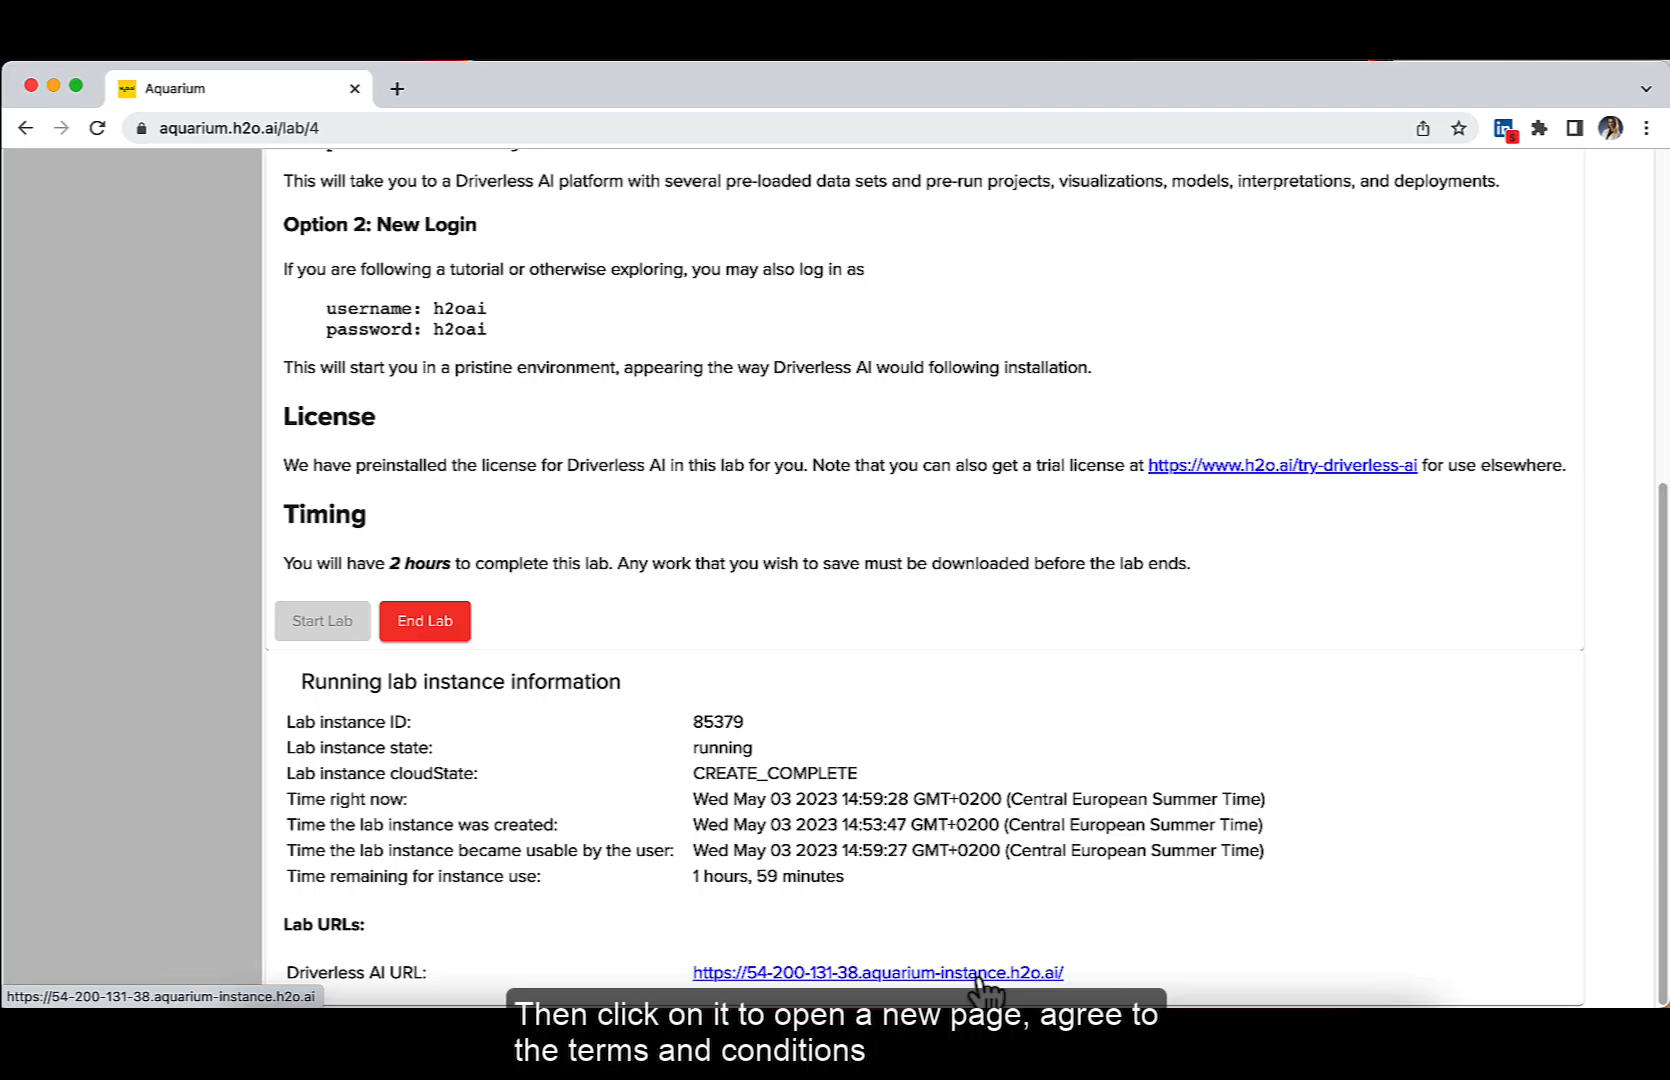 Aquarium
aquarium.h2o.ai/lab/4
This will take you to a Driverless AI platform with several pre-loaded data sets and pre-run projects, visualizations, models, interpretations, and deployments.
Option 2: New Login
If you are following a tutorial or otherwise exploring, you may also log in as
username: h2oai
password: h2oai
This will start you in a pristine environment, appearing the way Driverless AI would following installation.
License
We have preinstalled the license for Driverless AI in this lab for you. Note that you can also get a trial license at https://www.h2o.ai/try-driverless-ai for use elsewhere.
Timing
You will have 2 hours to complete this lab. Any work that you wish to save must be downloaded before the lab ends.
Start Lab End Lab
Running lab instance information
Lab instance ID: 85379
Lab instance state: running
Lab instance cloudState: CREATE_COMPLETE
Time right now: Wed May 03 2023 14:59:28 GMT+0200 (Central European Summer Time)
Time the lab instance was created: Wed May 03 2023 14:53:47 GMT+0200 (Central European Summer Time)
Time the lab instance became usable by the user: Wed May 03 2023 14:59:27 GMT+0200 (Central European Summer Time)
Time remaining for instance use: 1 hours, 59 minutes
Lab URLs:
Driverless AI URL: https://54-200-131-38.aquarium-instance.h2o.ai/
https://54-200-131-38.aquarium-instance.h2o.ai
Then click on it to open a new page, agree to
the terms and conditions